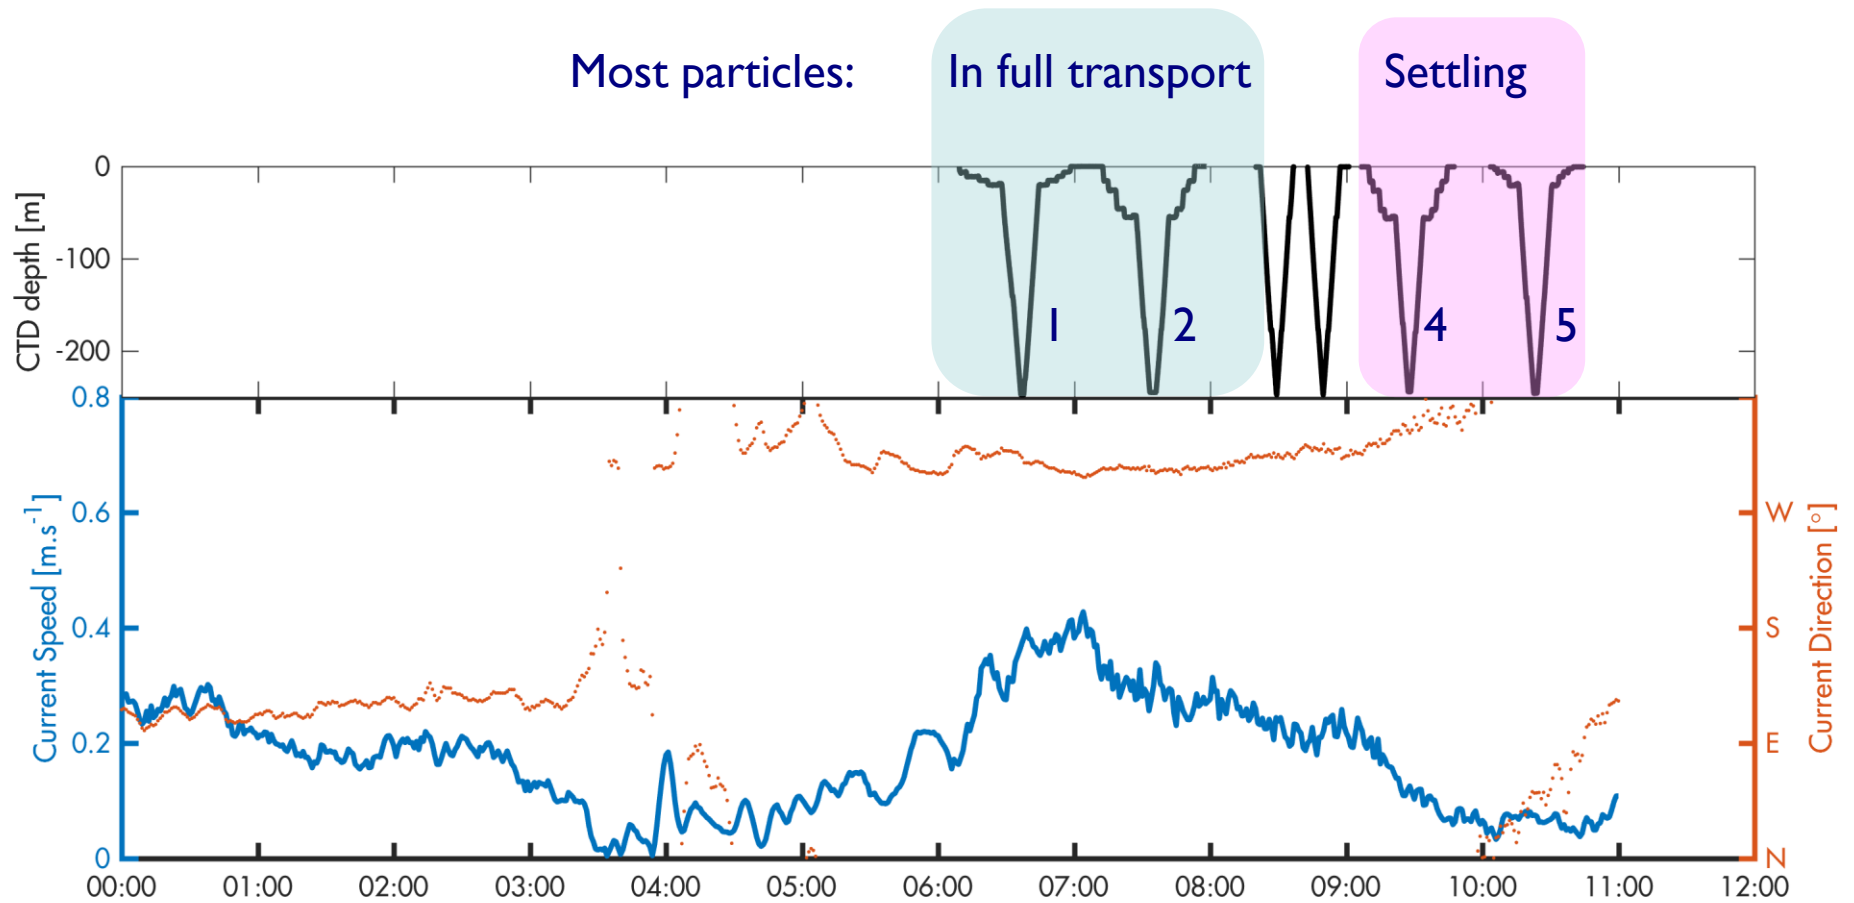 Most particles: In full transport Settling
0
-100
-200
CTD depth [m]
1 2 4 5
0.8
0.6
0.4
0.2
0
Current Speed [m.s-1]
W
S
E
N
Current Direction [°]
00:00 01:00 02:00 03:00 04:00 05:00 06:00 07:00 08:00 09:00 10:00 11:00 12:00